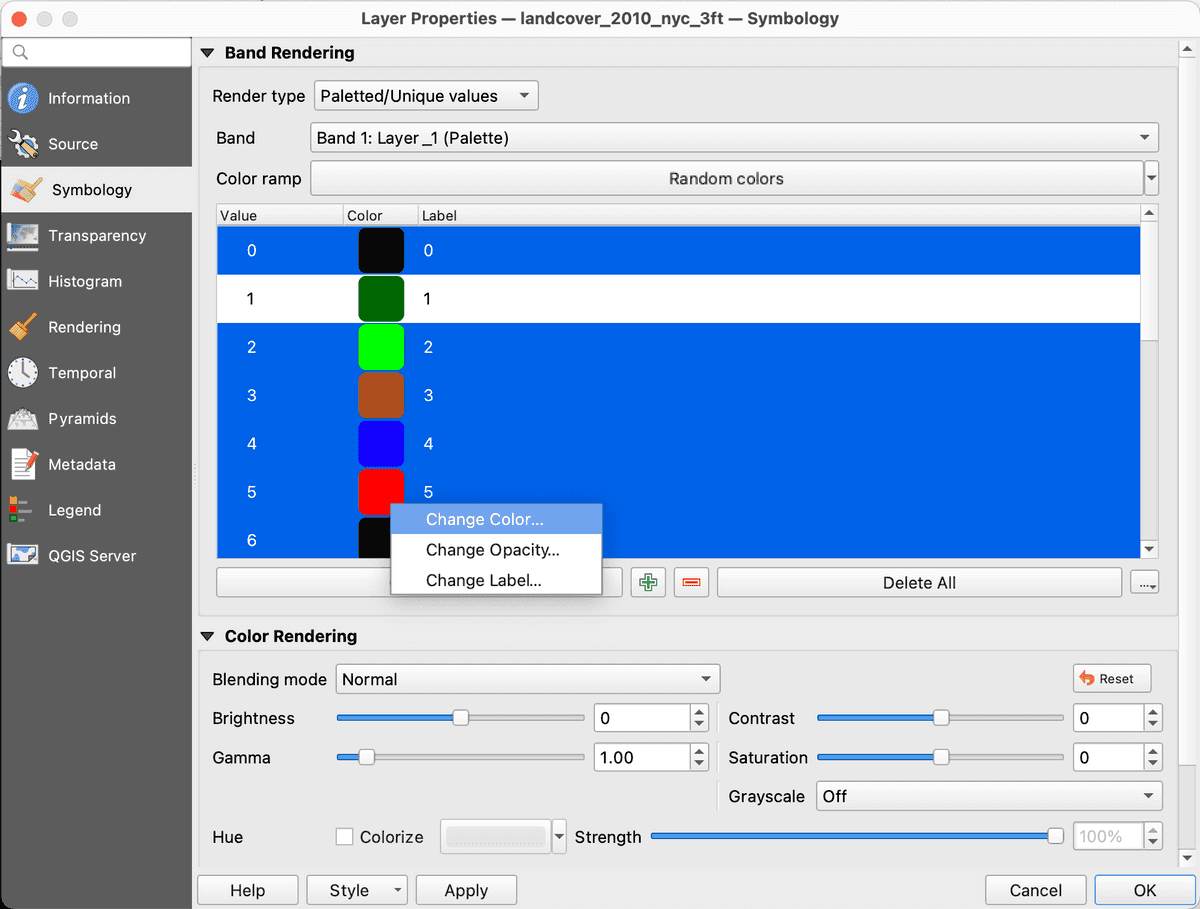 Layer Properties — landcover_2010_nyc_3ft — Symbology
Information
Source
Symbology
Transparency
Histogram
Rendering
Temporal
Pyramids
Metadata
Legend
QGIS Server
Band Rendering
Render type Paletted/Unique values
Band Band 1: Layer _1 (Palette)
Color ramp Random colors
Value Color Label
0 0
1 1
2 2
3 3
4 4
5 5
6
Change Color...
Change Opacity...
Change Label...
Delete All ...
Color Rendering
Blending mode Normal Reset
Brightness 0 Contrast 0
Gamma 1.00 Saturation 0
Grayscale Off
Hue Colorize Strength 100%
Help Style Apply Cancel OK